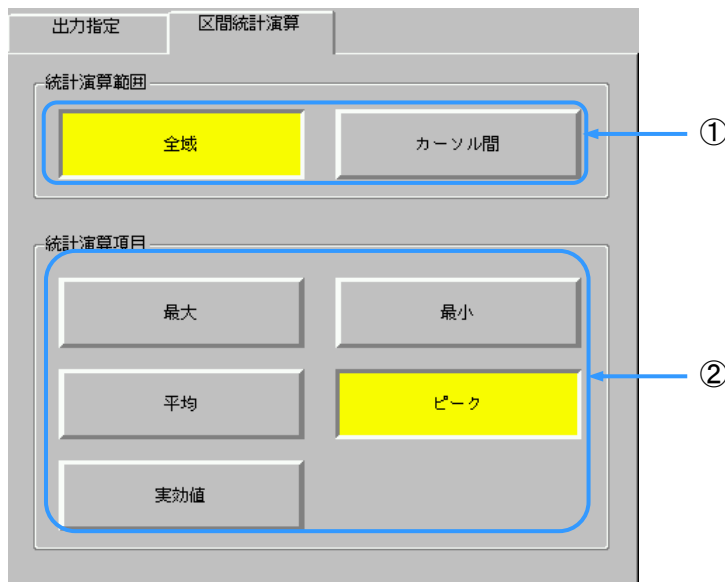 出力指定 区間統計演算
統計演算範囲
全域 カーソル間 ①
統計演算項目
最大 最小
平均 ピーク ②
実効値